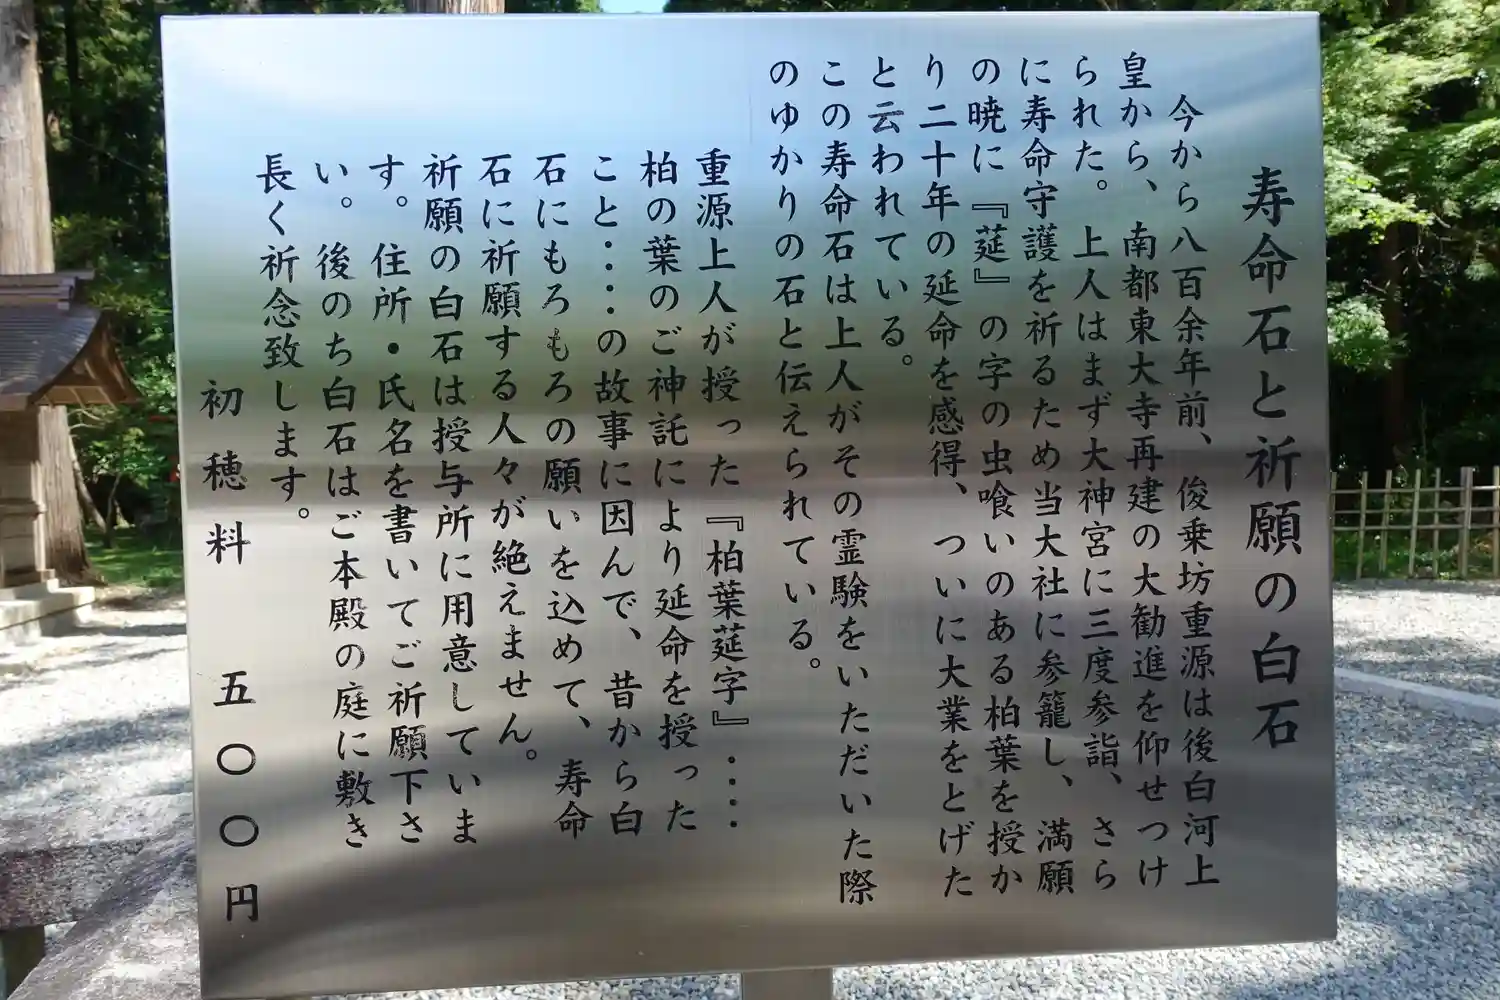 寿命石と祈願の白石
今から八百余年前、俊乗坊重源は後白河上
皇から、南都東大寺再建の大勧進を仰せつけ
られた。上人はまず大神宮に三度参詣、さら
に寿命守護を祈るため当大社に参籠し、満願
の暁に『莚』の字の虫喰いのある柏葉を授か
り二十年の延命を感得、ついに大業をとげた
と云われている。
この寿命石は上人がその霊験をいただいた際
のゆかりの石と伝えられている。
重源上人が授った『柏葉莚字』・・・・
柏の葉のご神託により延命を授った
こと・・・・の故事に因んで、昔から白
石にもろもろの願いを込めて、寿命
石に祈願する人々が絶えません。
祈願の白石は授与所に用意していま
す。住所・氏名を書いてご祈願下さ
い。後のち白石はご本殿の庭に敷き
長く祈念致します。
初穂料 五〇〇円